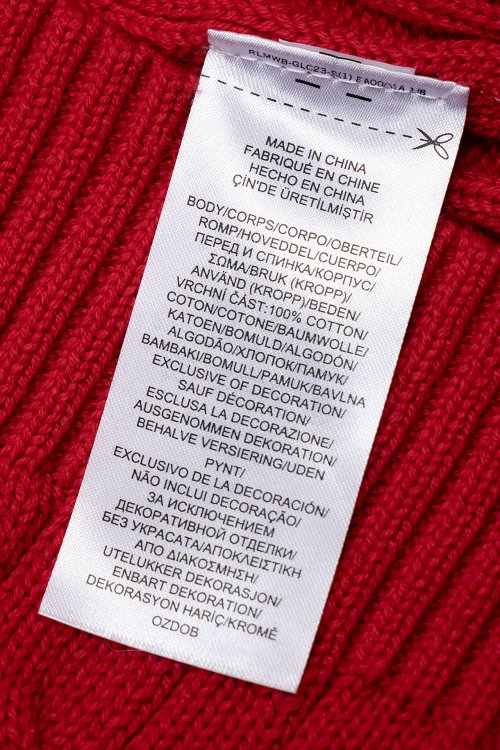 RLMWB-GLC23-S(1)
MADE IN CHINA
FABRIQUÉ EN CHINE
HECHO EN CHINA
ÇİN'DE ÜRETİLMİŞTİR
BODY/CORPS/CORPO/OBERTEIL/
ROMP/HOVEDDEL/CUERPO/
ПЕРЕД И СПИНКА/КОРПУС/
ΣΩΜΑ/BRUK (KROPP)/
ANVÄND (KROPP)/BEDEN/
VRCHNÍ ČÁST:100% COTTON/
COTON/COTONE/BAUMWOLLE/
KATOEN/BOMULD/ALGODÓN/
ALGODÃO/ХЛОПОК/ПАМУК/
BAMBAKI/BOMULL/PAMUK/BAVLNA
EXCLUSIVE OF DECORATION/
SAUF DÉCORATION/
ESCLUSA LA DECORAZIONE/
AUSGENOMMEN DEKORATION/
BEHALVE VERSIERING/UDEN
PYNT/
EXCLUSIVO DE LA DECORACIÓN/
NÃO INCLUI DECORAÇÃO/
ЗА ИСКЛЮЧЕНИЕМ
ДЕКОРАТИВНОЙ ОТДЕЛКИ/
БЕЗ УКРАСАТА/ΑΠΟΚΛΕΙΣΤΙΚΗ
ΑΠΟ ΔΙΑΚΟΣΜΗΣΗ/
UTELUKKER DEKORASJON/
ENBART DEKORATION/
DEKORASYON HARİÇ/KROMĚ
OZDOB